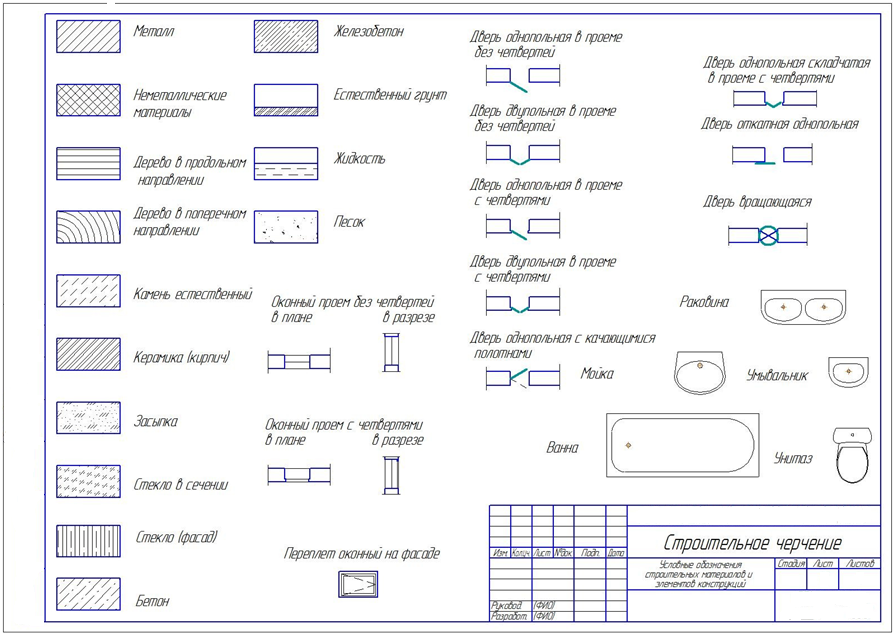 Металл
Неметаллические
материалы
Дерево в продольном
направлении
Дерево в поперечном
направлении
Камень естественный
Керамика (кирпич)
Засыпка
Стекло в сечении
Стекло (фасад)
Бетон
Железобетон
Естественный грунт
Жидкость
Песок
Оконный проем без четвертей
в плане в разрезе
Оконный проем с четвертями
в плане в разрезе
Переплет оконный на фасаде
Дверь однопольная в проеме
без четвертей
Дверь двупольная в проеме
без четвертей
Дверь однопольная в проеме
с четвертями
Дверь двупольная в проеме
с четвертями
Дверь однопольная с качающимися
полотнами
Дверь однопольная складчатая
в проеме с четвертями
Дверь откатная однопольная
Дверь вращающаяся
Раковина
Мойка
Умывальник
Ванна
Унитаз
Изм. Кол.уч Лист №док Подп. Дата
Руковод. (ФИО)
Разработ. (ФИО)
Строительное черчение
Условные обозначения
строительных материалов и
элементов конструкций
Стадия Лист Листов